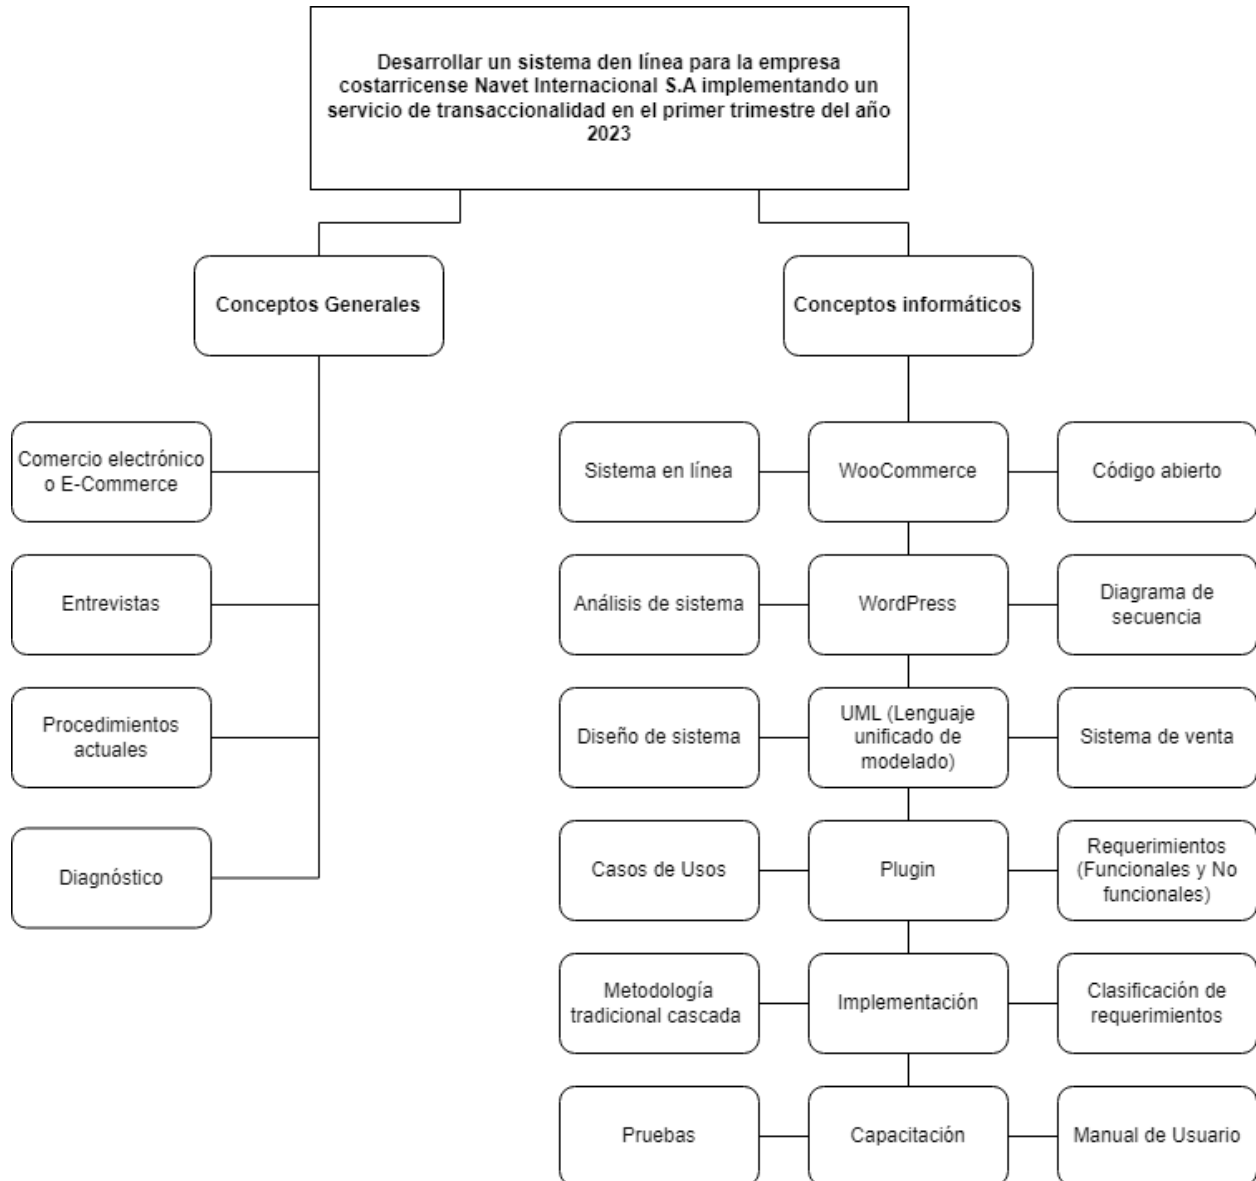 Desarrollar un sistema den línea para la empresa
costarricense Navet Internacional S.A implementando un
servicio de transaccionalidad en el primer trimestre del año
2023
Conceptos Generales
Conceptos informáticos
Comercio electrónico
o E-Commerce
Sistema en línea
WooCommerce
Código abierto
Entrevistas
Análisis de sistema
WordPress
Diagrama de
secuencia
Procedimientos
actuales
Diseño de sistema
UML (Lenguaje
unificado de
modelado)
Sistema de venta
Diagnóstico
Casos de Usos
Plugin
Requerimientos
(Funcionales y No
funcionales)
Metodología
tradicional cascada
Implementación
Clasificación de
requerimientos
Pruebas
Capacitación
Manual de Usuario